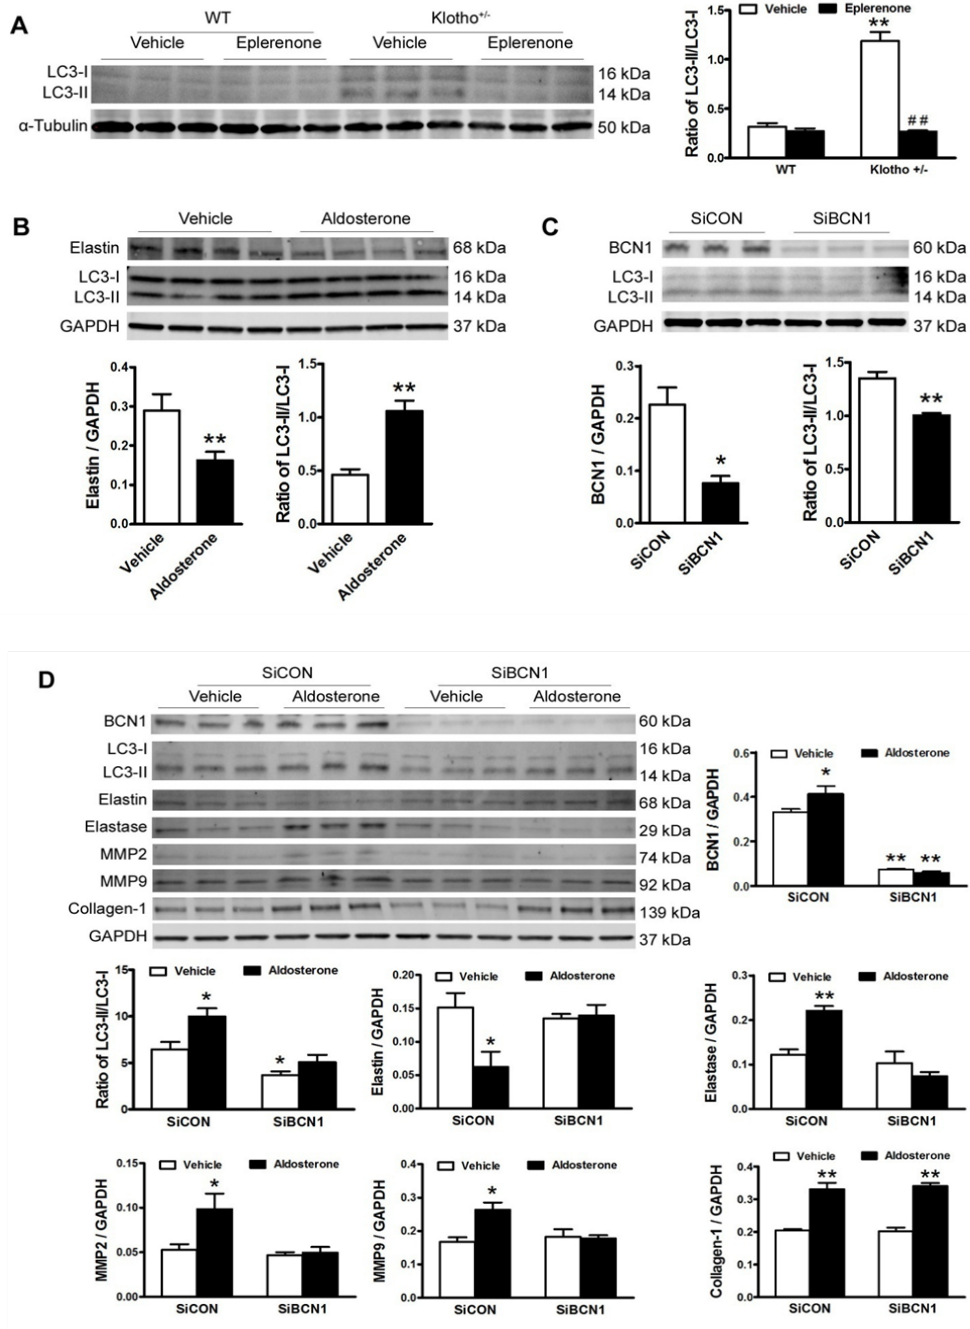 A
WT Klotho+/-
Vehicle Eplerenone Vehicle Eplerenone
LC3-I 16 kDa
LC3-II 14 kDa
α-Tubulin 50 kDa
Vehicle Eplerenone
Ratio of LC3-II/LC3-I
1.5
1.0
0.5
0.0
**
##
WT Klotho +/-
B
Vehicle Aldosterone
Elastin 68 kDa
LC3-I 16 kDa
LC3-II 14 kDa
GAPDH 37 kDa
Elastin / GAPDH
0.4
0.3
0.2
0.1
0.0
**
Vehicle
Aldosterone
Ratio of LC3-II/LC3-I
1.5
1.0
0.5
0.0
**
Vehicle
Aldosterone
C
SiCON SiBCN1
BCN1 60 kDa
LC3-I 16 kDa
LC3-II 14 kDa
GAPDH 37 kDa
BCN1 / GAPDH
0.3
0.2
0.1
0.0
*
SiCON
SiBCN1
Ratio of LC3-II/LC3-I
1.5
1.0
0.5
0.0
**
SiCON
SiBCN1
D
SiCON SiBCN1
Vehicle Aldosterone Vehicle Aldosterone
BCN1 60 kDa
LC3-I 16 kDa
LC3-II 14 kDa
Elastin 68 kDa
Elastase 29 kDa
MMP2 74 kDa
MMP9 92 kDa
Collagen-1 139 kDa
GAPDH 37 kDa
Vehicle Aldosterone
BCN1 / GAPDH
0.6
0.4
0.2
0.0
*
** **
SiCON SiBCN1
Vehicle Aldosterone
Ratio of LC3-II/LC3-I
15
10
5
0
*
*
SiCON SiBCN1
Vehicle Aldosterone
Elastin / GAPDH
0.20
0.15
0.10
0.05
0.00
*
SiCON SiBCN1
Vehicle Aldosterone
Elastase / GAPDH
0.3
0.2
0.1
0.0
**
SiCON SiBCN1
Vehicle Aldosterone
MMP2 / GAPDH
0.15
0.10
0.05
0.00
*
SiCON SiBCN1
Vehicle Aldosterone
MMP9 / GAPDH
0.4
0.3
0.2
0.1
0.0
*
SiCON SiBCN1
Vehicle Aldosterone
Collagen-1 / GAPDH
0.4
0.3
0.2
0.1
0.0
** **
SiCON SiBCN1